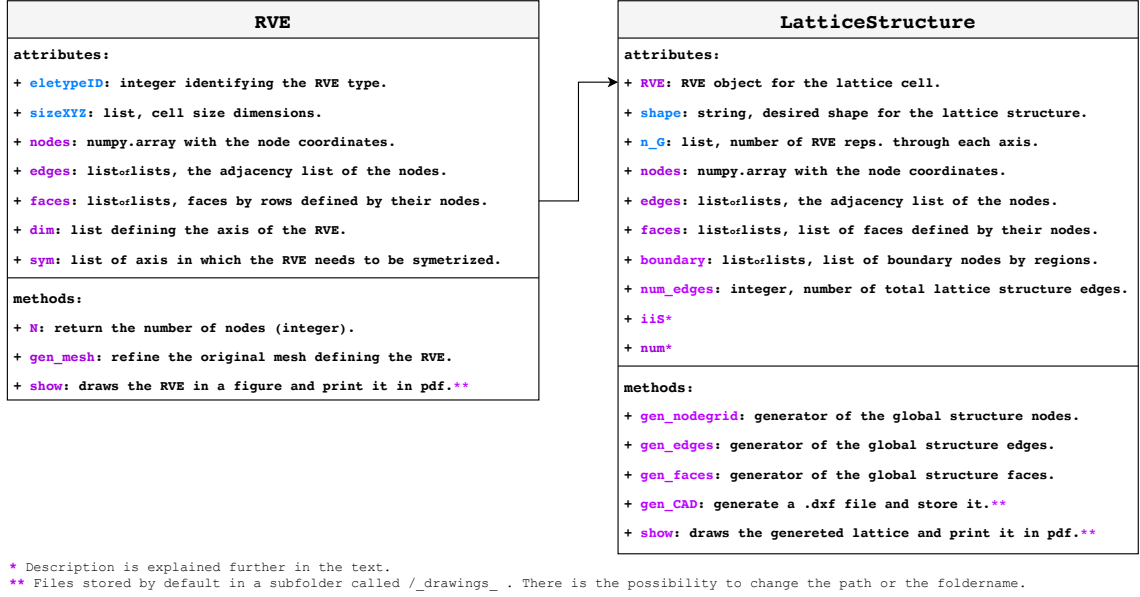 RVE
attributes:
+ eletypeID: integer identifying the RVE type.
+ sizeXYZ: list, cell size dimensions.
+ nodes: numpy.array with the node coordinates.
+ edges: listoflists, the adjacency list of the nodes.
+ faces: listoflists, faces by rows defined by their nodes.
+ dim: list defining the axis of the RVE.
+ sym: list of axis in which the RVE needs to be symetrized.
methods:
+ N: return the number of nodes (integer).
+ gen_mesh: refine the original mesh defining the RVE.
+ show: draws the RVE in a figure and print it in pdf.**
LatticeStructure
attributes:
+ RVE: RVE object for the lattice cell.
+ shape: string, desired shape for the lattice structure.
+ n_G: list, number of RVE reps. through each axis.
+ nodes: numpy.array with the node coordinates.
+ edges: listoflists, the adjacency list of the nodes.
+ faces: listoflists, list of faces defined by their nodes.
+ boundary: listoflists, list of boundary nodes by regions.
+ num_edges: integer, number of total lattice structure edges.
+ iiS*
+ num*
methods:
+ gen_nodegrid: generator of the global structure nodes.
+ gen_edges: generator of the global structure edges.
+ gen_faces: generator of the global structure faces.
+ gen_CAD: generate a .dxf file and store it.**
+ show: draws the genereted lattice and print it in pdf.**
* Description is explained further in the text.
** Files stored by default in a subfolder called /_drawings_ . There is the possibility to change the path or the foldername.